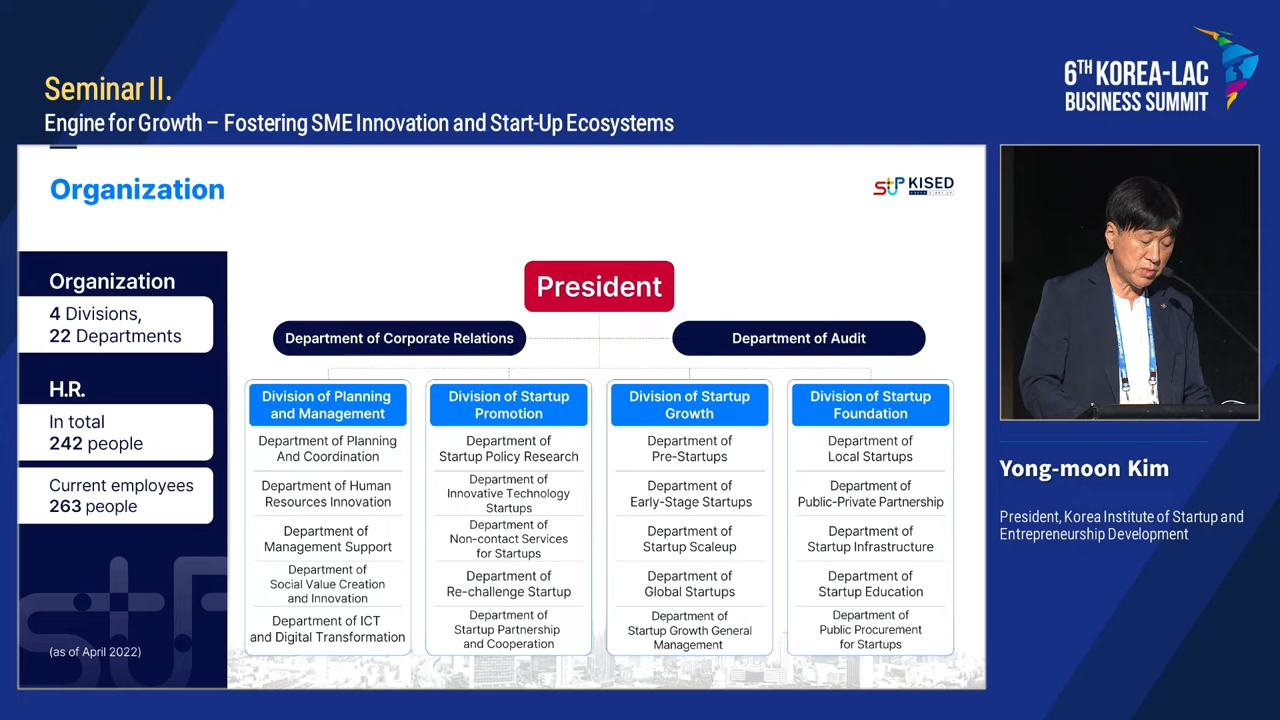 Seminar II.
Engine for Growth – Fostering SME Innovation and Start-Up Ecosystems
6TH KOREA-LAC
BUSINESS SUMMIT
Organization
KISED
Organization
4 Divisions,
22 Departments
H.R.
In total
242 people
Current employees
263 people
(as of April 2022)
President
Department of Corporate Relations
Department of Audit
Division of Planning
and Management
Department of Planning
And Coordination
Department of Human
Resources Innovation
Department of
Management Support
Department of
Social Value Creation
and Innovation
Department of ICT
and Digital Transformation
Division of Startup
Promotion
Department of
Startup Policy Research
Department of
Innovative Technology
Startups
Department of
Non-contact Services
for Startups
Department of
Re-challenge Startup
Department of
Startup Partnership
and Cooperation
Division of Startup
Growth
Department of
Pre-Startups
Department of
Early-Stage Startups
Department of
Startup Scaleup
Department of
Global Startups
Department of
Startup Growth General
Management
Division of Startup
Foundation
Department of
Local Startups
Department of
Public-Private Partnership
Department of
Startup Infrastructure
Department of
Startup Education
Department of
Public Procurement
for Startups
Yong-moon Kim
President, Korea Institute of Startup and
Entrepreneurship Development